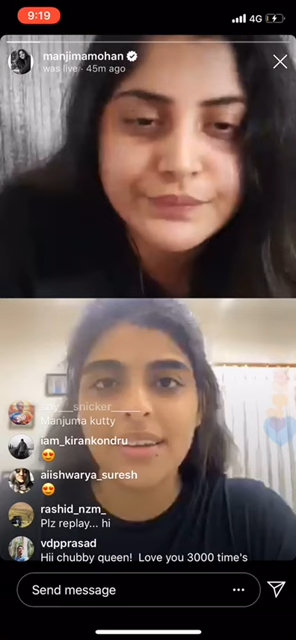 9:19
4G
manjimamohan
was live · 45m ago
snicker____
Manjuma kutty
iam_kirankondru
😍
aiishwarya_suresh
😍
rashid_nzm_
Plz replay... hi
vdpprasad
Hii chubby queen!  Love you 3000 time's
Send message